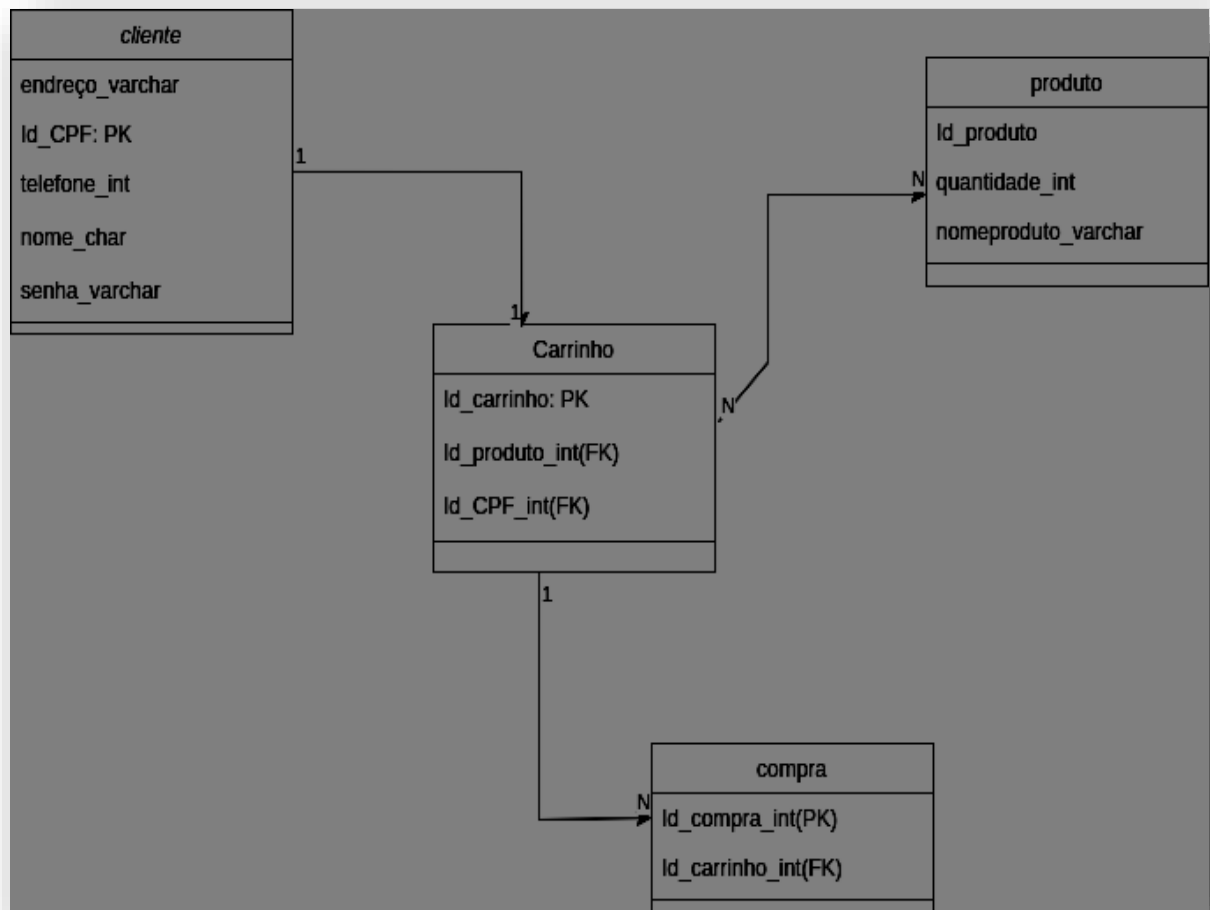 cliente
endreço_varchar
Id_CPF: PK
telefone_int
nome_char
senha_varchar
1
1
produto
Id_produto
quantidade_int
nomeproduto_varchar
N
N
Carrinho
Id_carrinho: PK
Id_produto_int(FK)
Id_CPF_int(FK)
1
N
compra
Id_compra_int(PK)
Id_carrinho_int(FK)